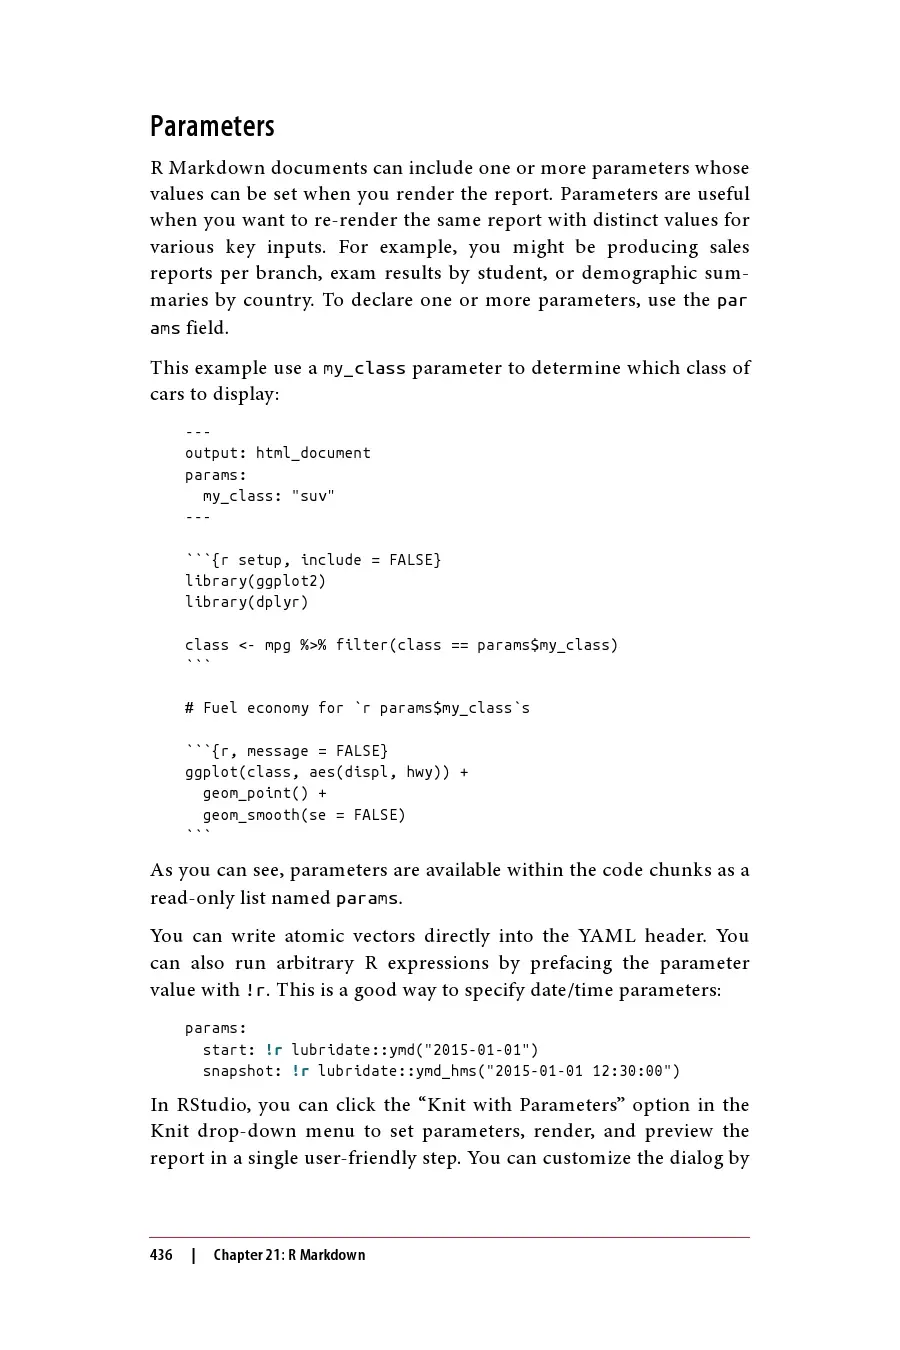 Parameters
R Markdown documents can include one or more parameters whose
values can be set when you render the report. Parameters are useful
when you want to re-render the same report with distinct values for
various key inputs. For example, you might be producing sales
reports per branch, exam results by student, or demographic sum-
maries by country. To declare one or more parameters, use the par
ams field.
This example use a my_class parameter to determine which class of
cars to display:
---
output: html_document
params:
  my_class: "suv"
---
```{r setup, include = FALSE}
library(ggplot2)
library(dplyr)
class <- mpg %>% filter(class == params$my_class)
```
# Fuel economy for `r params$my_class`s
```{r, message = FALSE}
ggplot(class, aes(displ, hwy)) +
  geom_point() +
  geom_smooth(se = FALSE)
```
As you can see, parameters are available within the code chunks as a
read-only list named params.
You can write atomic vectors directly into the YAML header. You
can also run arbitrary R expressions by prefacing the parameter
value with !r. This is a good way to specify date/time parameters:
params:
  start: !r lubridate::ymd("2015-01-01")
  snapshot: !r lubridate::ymd_hms("2015-01-01 12:30:00")
In RStudio, you can click the “Knit with Parameters” option in the
Knit drop-down menu to set parameters, render, and preview the
report in a single user-friendly step. You can customize the dialog by
436 | Chapter 21: R Markdown